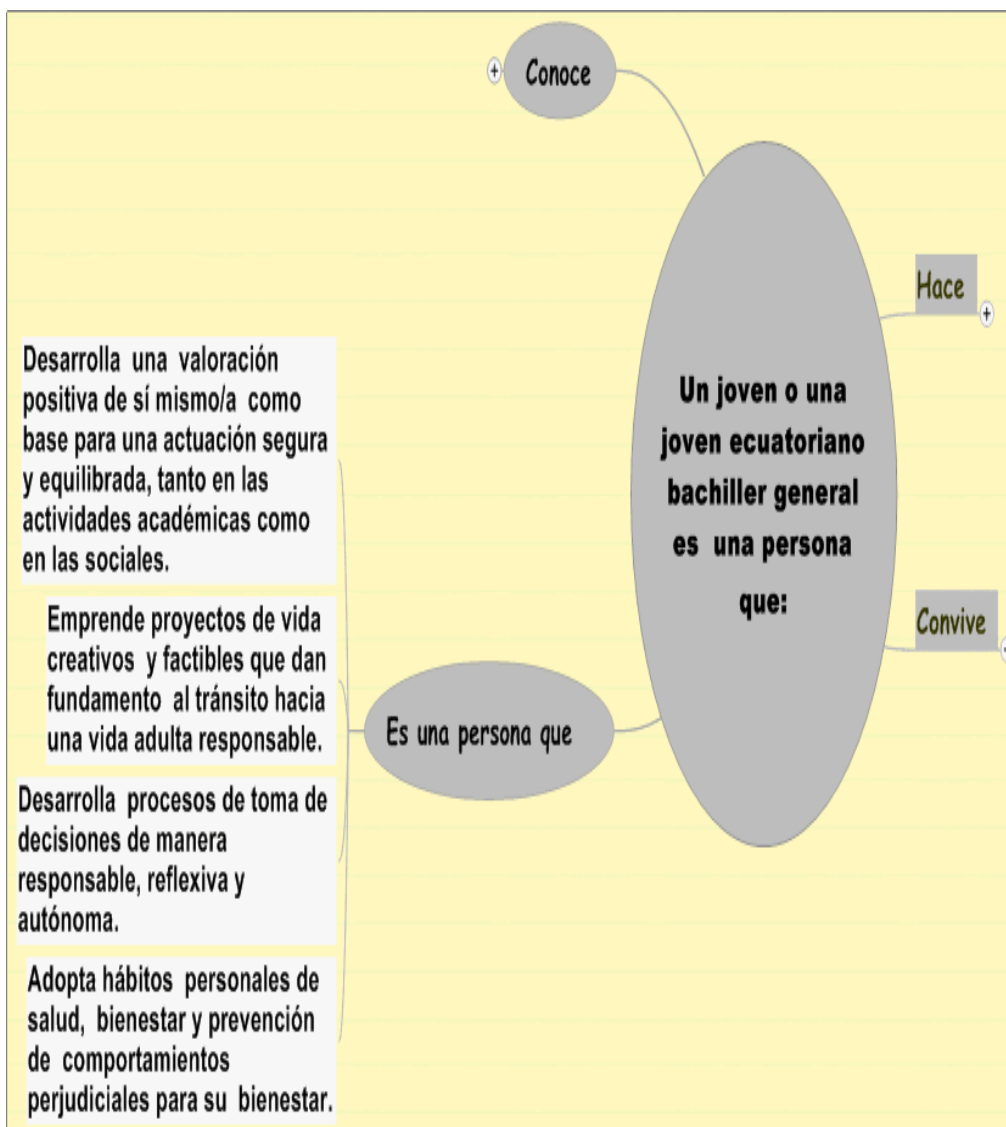 Conoce
Un joven o una
joven ecuatoriano
bachiller general
es una persona
que:
Hace
Convive
Es una persona que
Desarrolla una valoración
positiva de sí mismo/a como
base para una actuación segura
y equilibrada, tanto en las
actividades académicas como
en las sociales.
Emprende proyectos de vida
creativos y factibles que dan
fundamento al tránsito hacia
una vida adulta responsable.
Desarrolla procesos de toma de
decisiones de manera
responsable, reflexiva y
autónoma.
Adopta hábitos personales de
salud, bienestar y prevención
de comportamientos
perjudiciales para su bienestar.